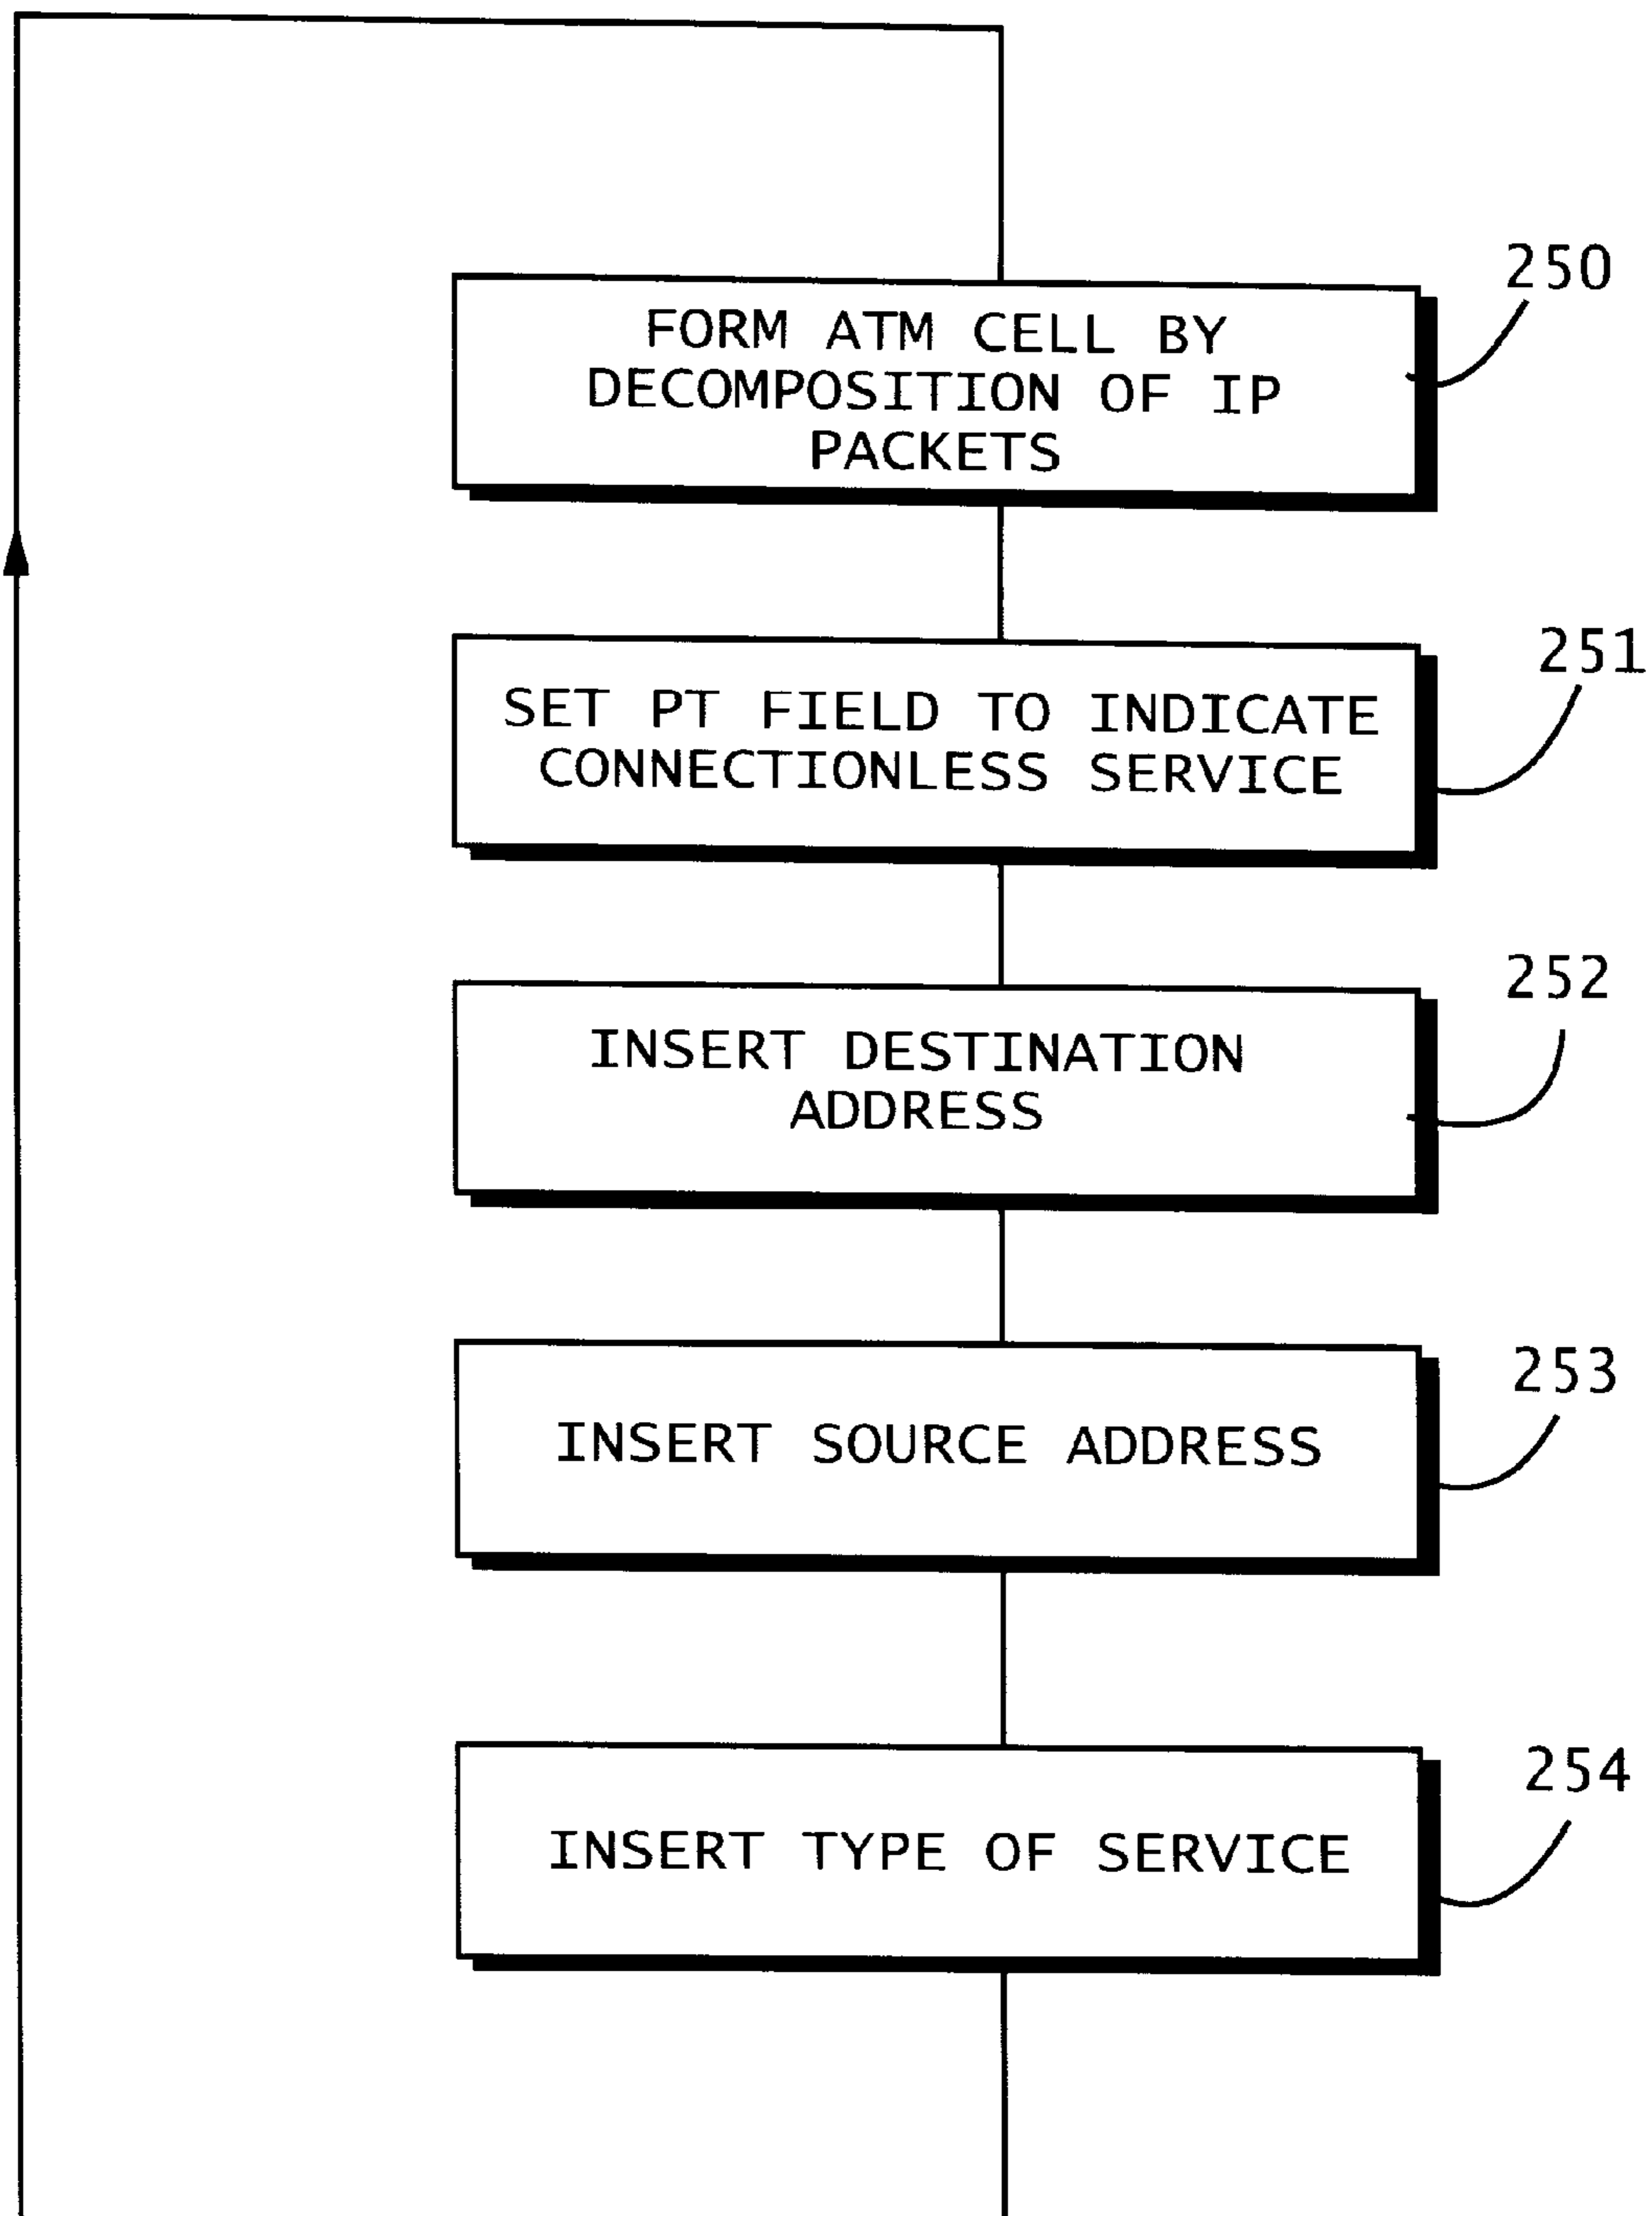 250
FORM ATM CELL BY
DECOMPOSITION OF IP
PACKETS
251
SET PT FIELD TO INDICATE
CONNECTIONLESS SERVICE
252
INSERT DESTINATION
ADDRESS
253
INSERT SOURCE ADDRESS
254
INSERT TYPE OF SERVICE